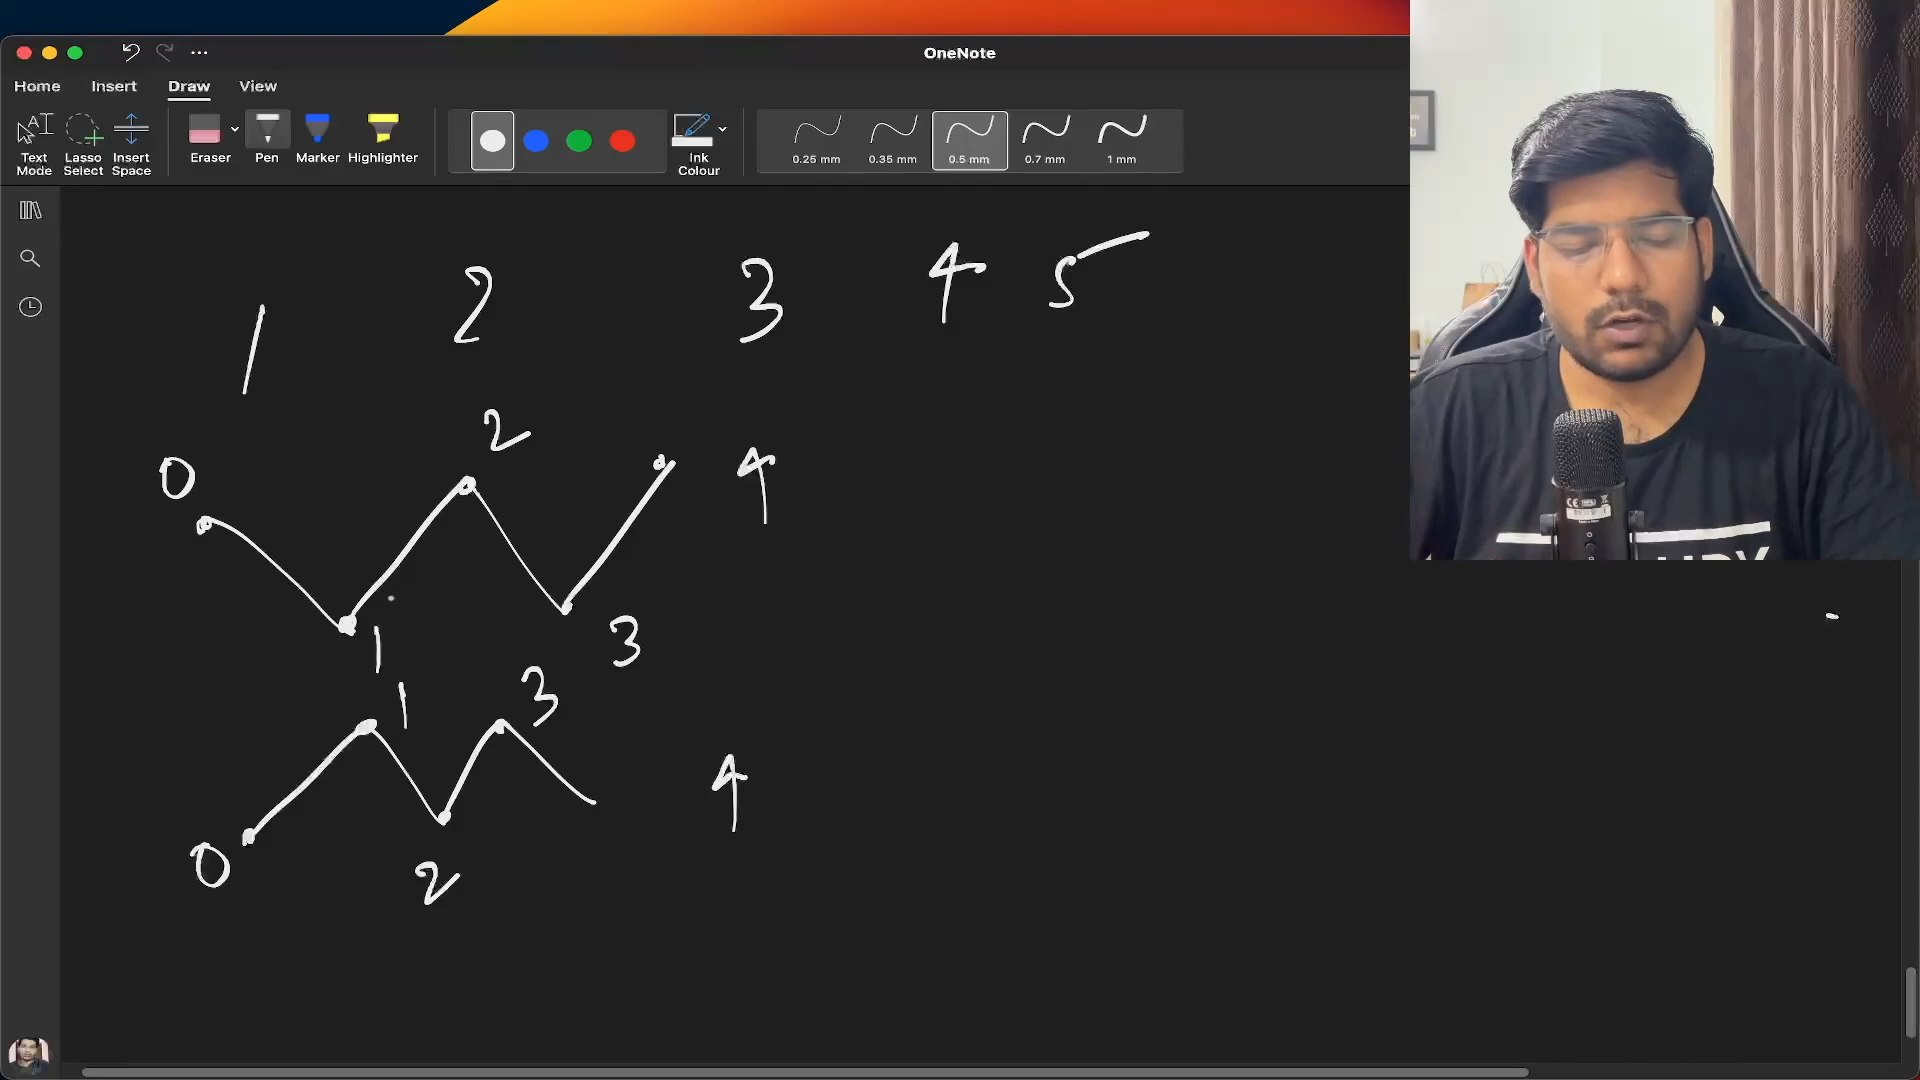 OneNote
Home Insert Draw View
Text Mode Lasso Select Insert Space Eraser Pen Marker Highlighter Ink Colour 0.25 mm 0.35 mm 0.5 mm 0.7 mm 1 mm
1 2 3 4 5
2
0 4
1 3
1 3
4
0 2